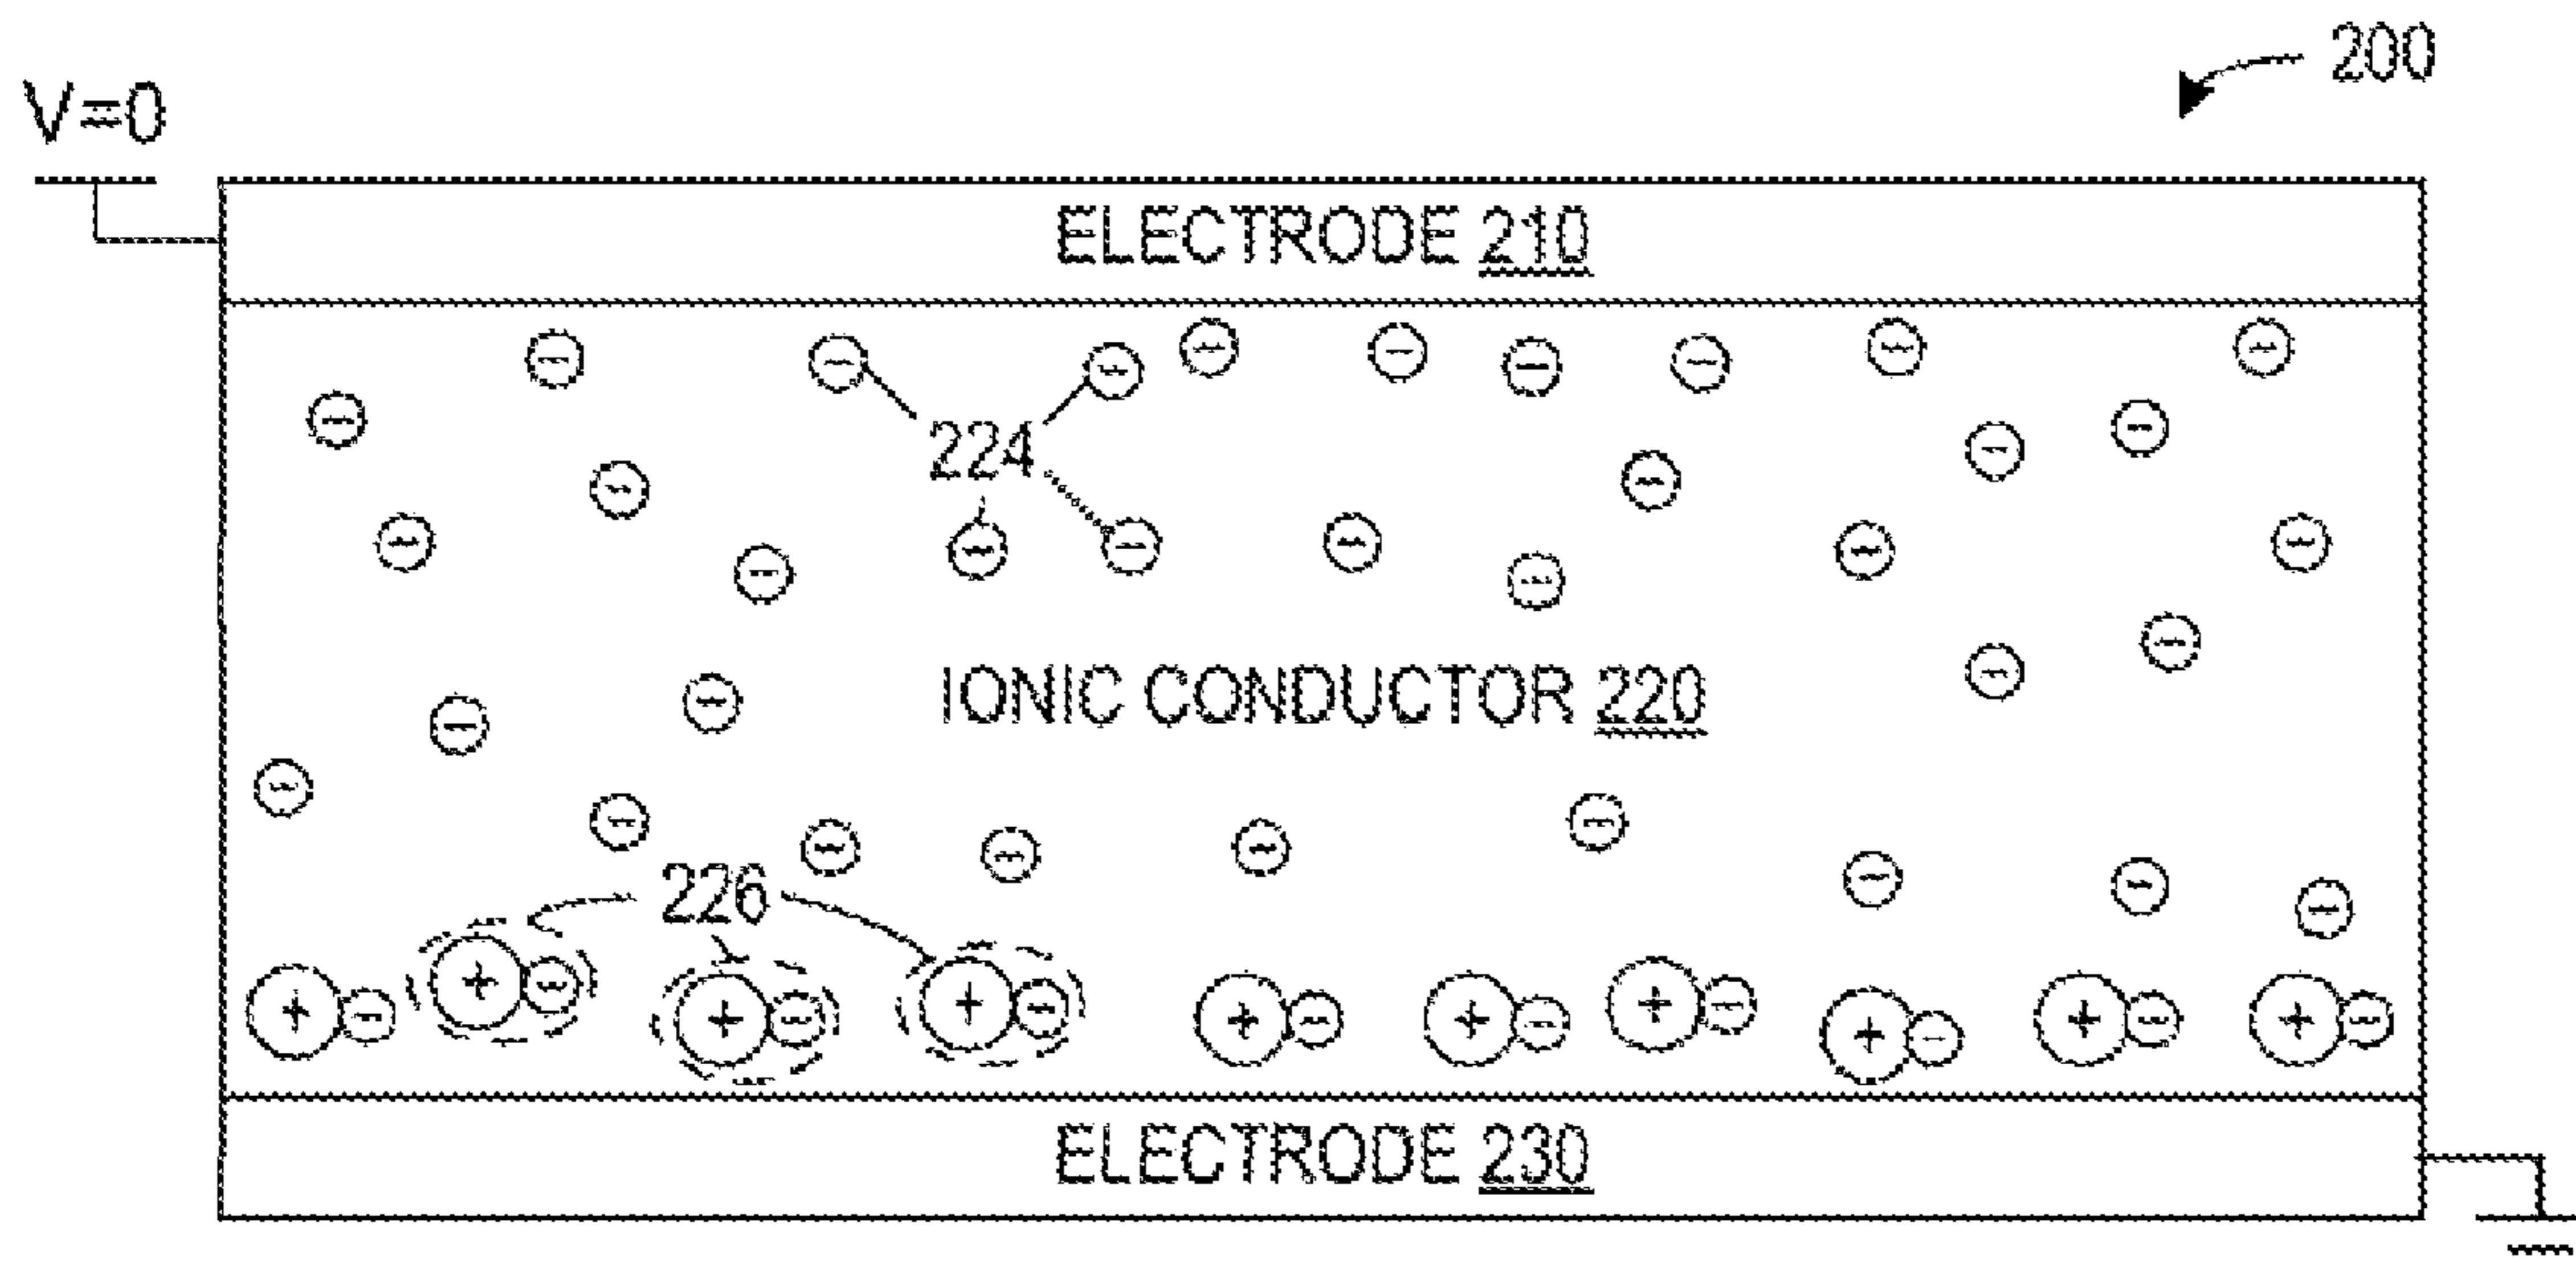 200
V=0
ELECTRODE 210
224
IONIC CONDUCTOR 220
226
ELECTRODE 230